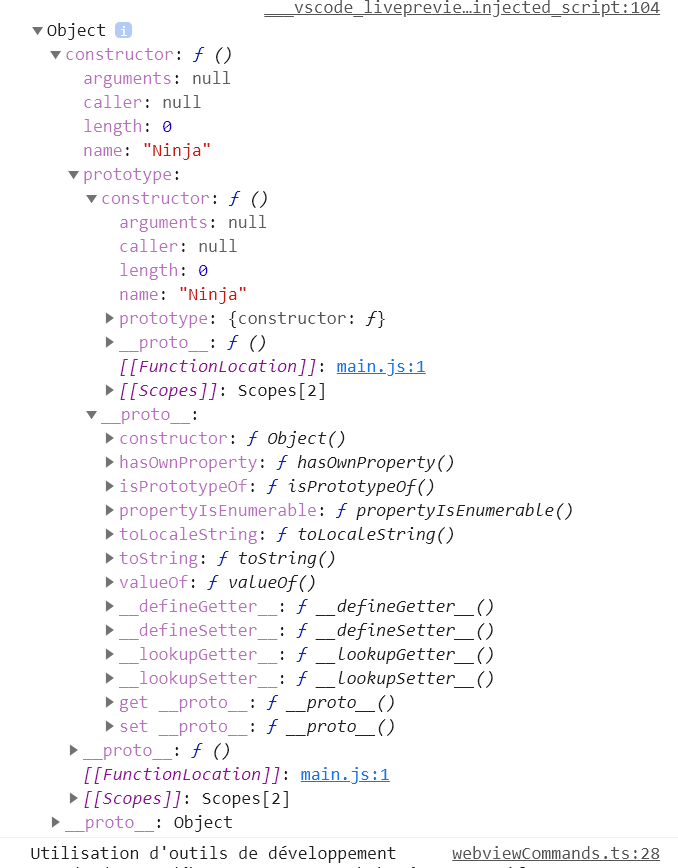 ___vscode_liveprevie…injected_script:104
▼Object i
▼constructor: ƒ ()
arguments: null
caller: null
length: 0
name: "Ninja"
▼prototype:
▼constructor: ƒ ()
arguments: null
caller: null
length: 0
name: "Ninja"
▶prototype: {constructor: ƒ}
▶__proto__: ƒ ()
[[FunctionLocation]]: main.js:1
▶[[Scopes]]: Scopes[2]
▼__proto__:
▶constructor: ƒ Object()
▶hasOwnProperty: ƒ hasOwnProperty()
▶isPrototypeOf: ƒ isPrototypeOf()
▶propertyIsEnumerable: ƒ propertyIsEnumerable()
▶toLocaleString: ƒ toLocaleString()
▶toString: ƒ toString()
▶valueOf: ƒ valueOf()
▶__defineGetter__: ƒ __defineGetter__()
▶__defineSetter__: ƒ __defineSetter__()
▶__lookupGetter__: ƒ __lookupGetter__()
▶__lookupSetter__: ƒ __lookupSetter__()
▶get __proto__: ƒ __proto__()
▶set __proto__: ƒ __proto__()
▶__proto__: ƒ ()
[[FunctionLocation]]: main.js:1
▶[[Scopes]]: Scopes[2]
▶__proto__: Object
Utilisation d'outils de développement webviewCommands.ts:28